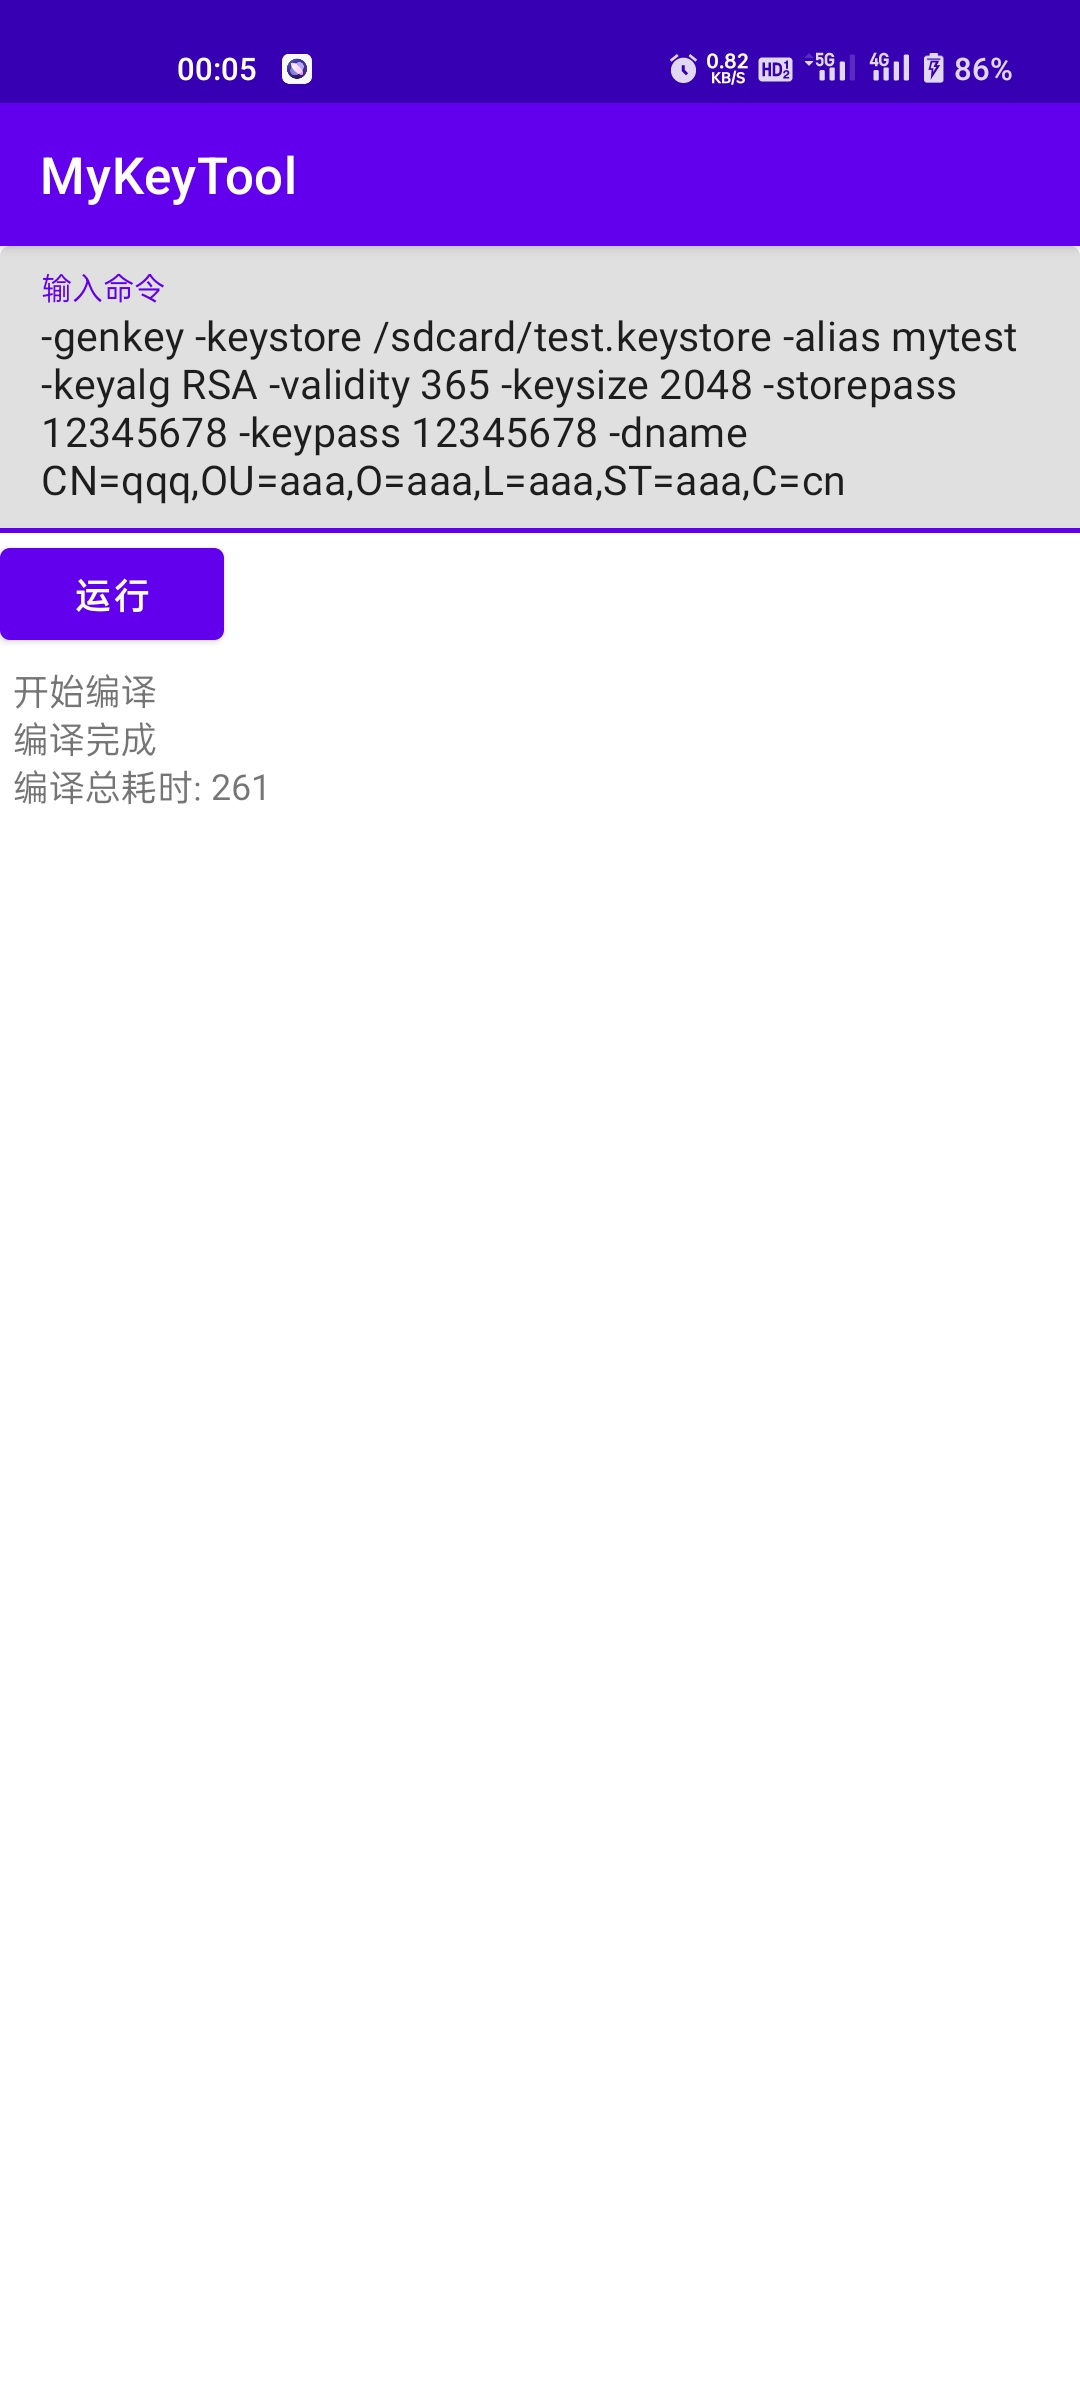 00:05 0.82 KB/S HD 1 2 5G 4G 86%
MyKeyTool
输入命令
-genkey -keystore /sdcard/test.keystore -alias mytest
-keyalg RSA -validity 365 -keysize 2048 -storepass
12345678 -keypass 12345678 -dname
CN=qqq,OU=aaa,O=aaa,L=aaa,ST=aaa,C=cn
运行
开始编译
编译完成
编译总耗时: 261